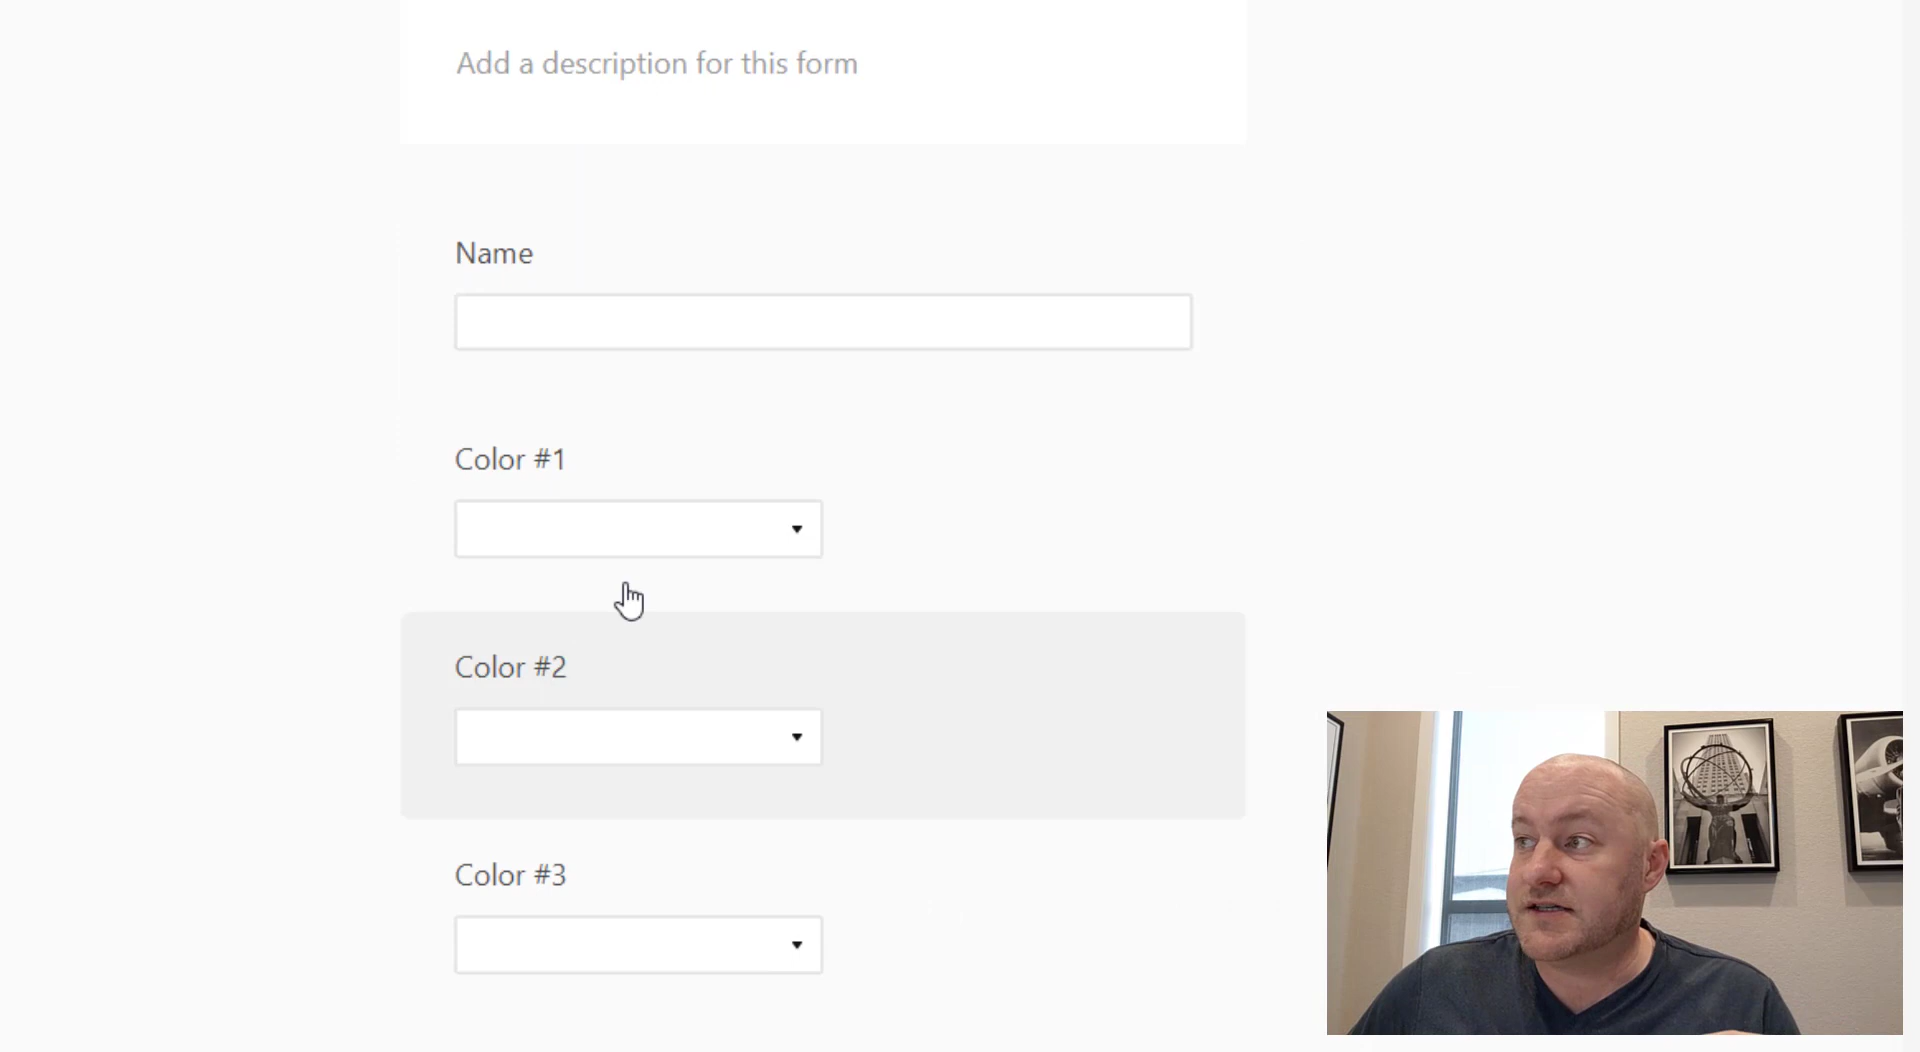 Add a description for this form
Name
Color #1
Color #2
Color #3